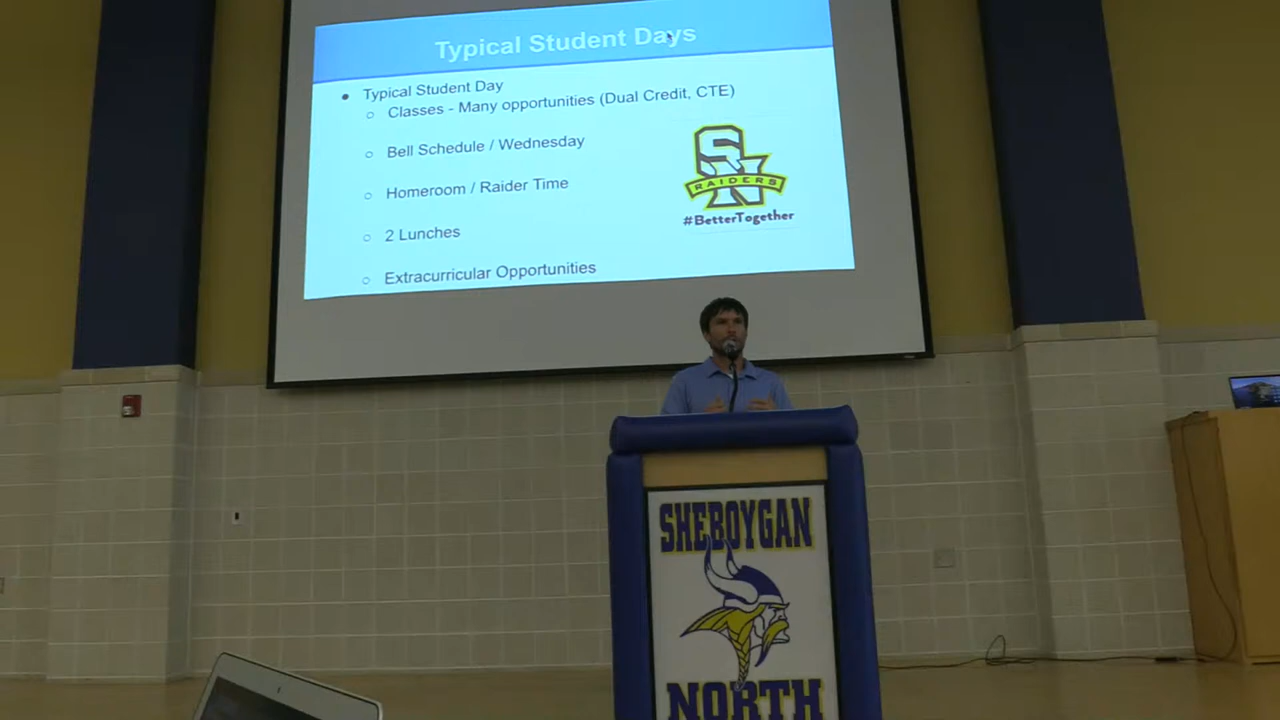 Typical Student Days
Typical Student Day
Classes - Many opportunities (Dual Credit, CTE)
Bell Schedule / Wednesday
Homeroom / Raider Time
2 Lunches
Extracurricular Opportunities
SN
RAIDERS
#BetterTogether
SHEBOYGAN
NORTH